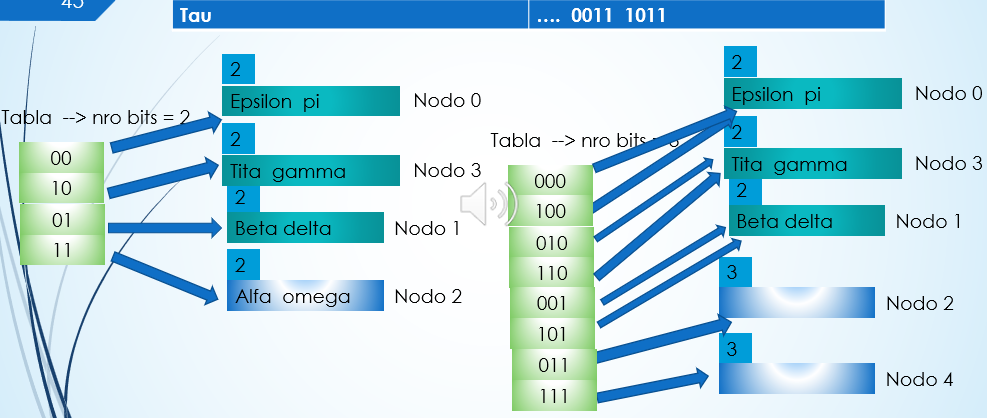 45
Tau
.... 0011 1011
Tabla --> nro bits = 2
00
10
01
11
2
Epsilon pi
Nodo 0
2
Tita gamma
Nodo 3
2
Beta delta
Nodo 1
2
Alfa omega
Nodo 2
Tabla --> nro bits = 3
000
100
010
110
001
101
011
111
2
Epsilon pi
Nodo 0
2
Tita gamma
Nodo 3
2
Beta delta
Nodo 1
3
Nodo 2
3
Nodo 4